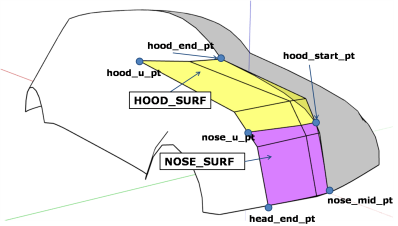 hood_end_pt
hood_start_pt
hood_u_pt
HOOD_SURF
nose_u_pt
NOSE_SURF
nose_mid_pt
head_end_pt